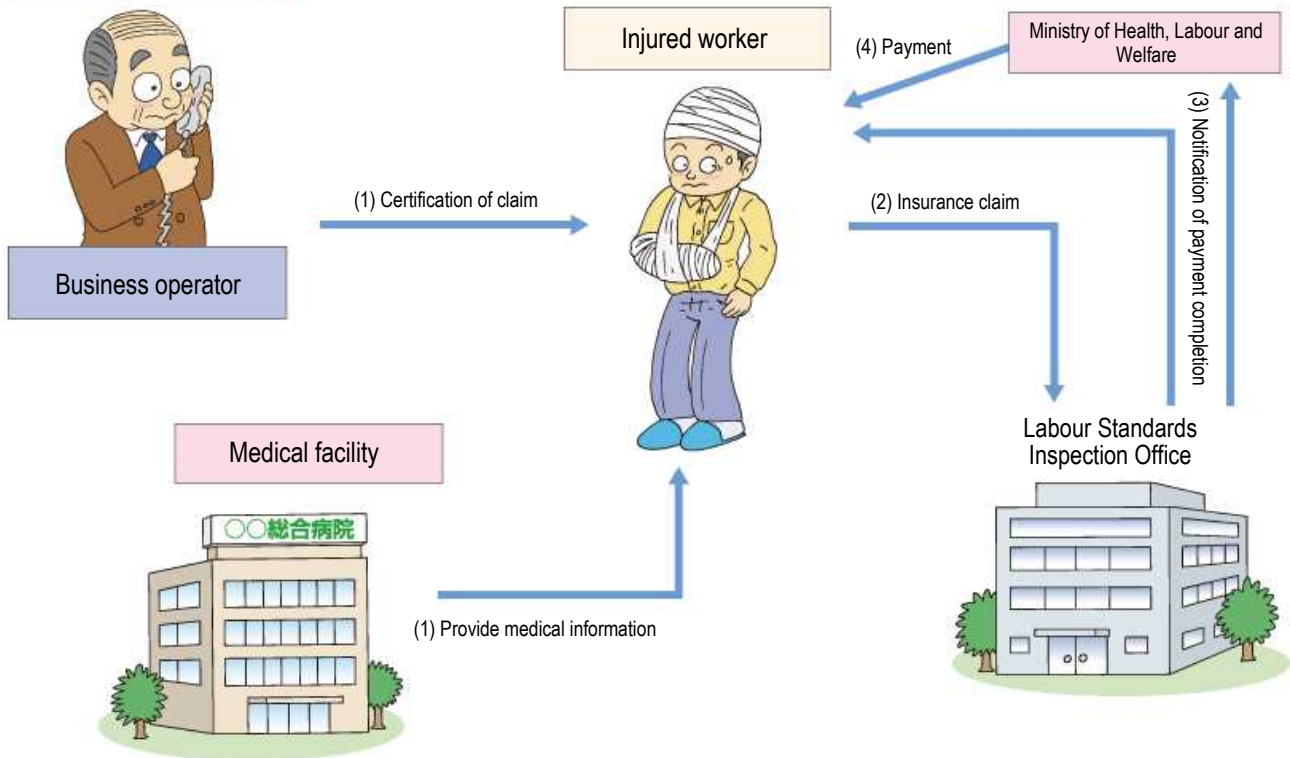 Injured worker
(4) Payment
Ministry of Health, Labour and
Welfare
(1) Certification of claim
(2) Insurance claim
(3) Notification of payment completion
Business operator
Medical facility
○○総合病院
(1) Provide medical information
Labour Standards
Inspection Office